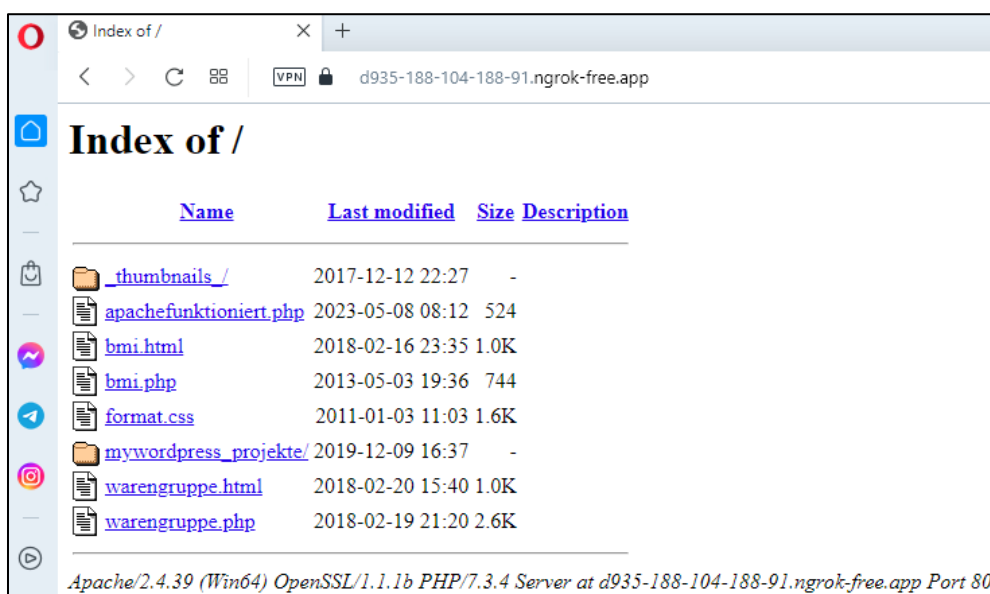 Index of /
VPN d935-188-104-188-91.ngrok-free.app
Index of /
Name Last modified Size Description
_thumbnails_/ 2017-12-12 22:27 -
apachefunktioniert.php 2023-05-08 08:12 524
bmi.html 2018-02-16 23:35 1.0K
bmi.php 2013-05-03 19:36 744
format.css 2011-01-03 11:03 1.6K
mywordpress_projekte/ 2019-12-09 16:37 -
warengruppe.html 2018-02-20 15:40 1.0K
warengruppe.php 2018-02-19 21:20 2.6K
Apache/2.4.39 (Win64) OpenSSL/1.1.1b PHP/7.3.4 Server at d935-188-104-188-91.ngrok-free.app Port 80